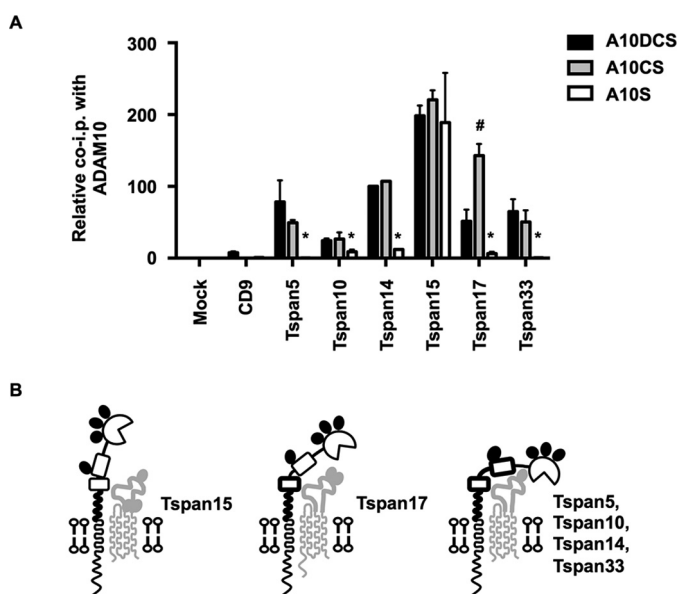 A
Relative co-i.p. with
ADAM10
300
200
100
0
*
*
*
#
*
*
Mock
CD9
Tspan5
Tspan10
Tspan14
Tspan15
Tspan17
Tspan33
A10DCS
A10CS
A10S
B
Tspan15
Tspan17
Tspan5,
Tspan10,
Tspan14,
Tspan33